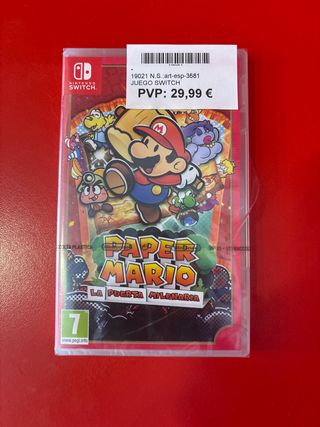 19021 N.S.:art-esp-3681
JUEGO SWITCH
PVP: 29,99 €
NINTENDO
SWITCH
PAPER
MARIO
LA PUERTA MILENARIA
7
www.pegi.info